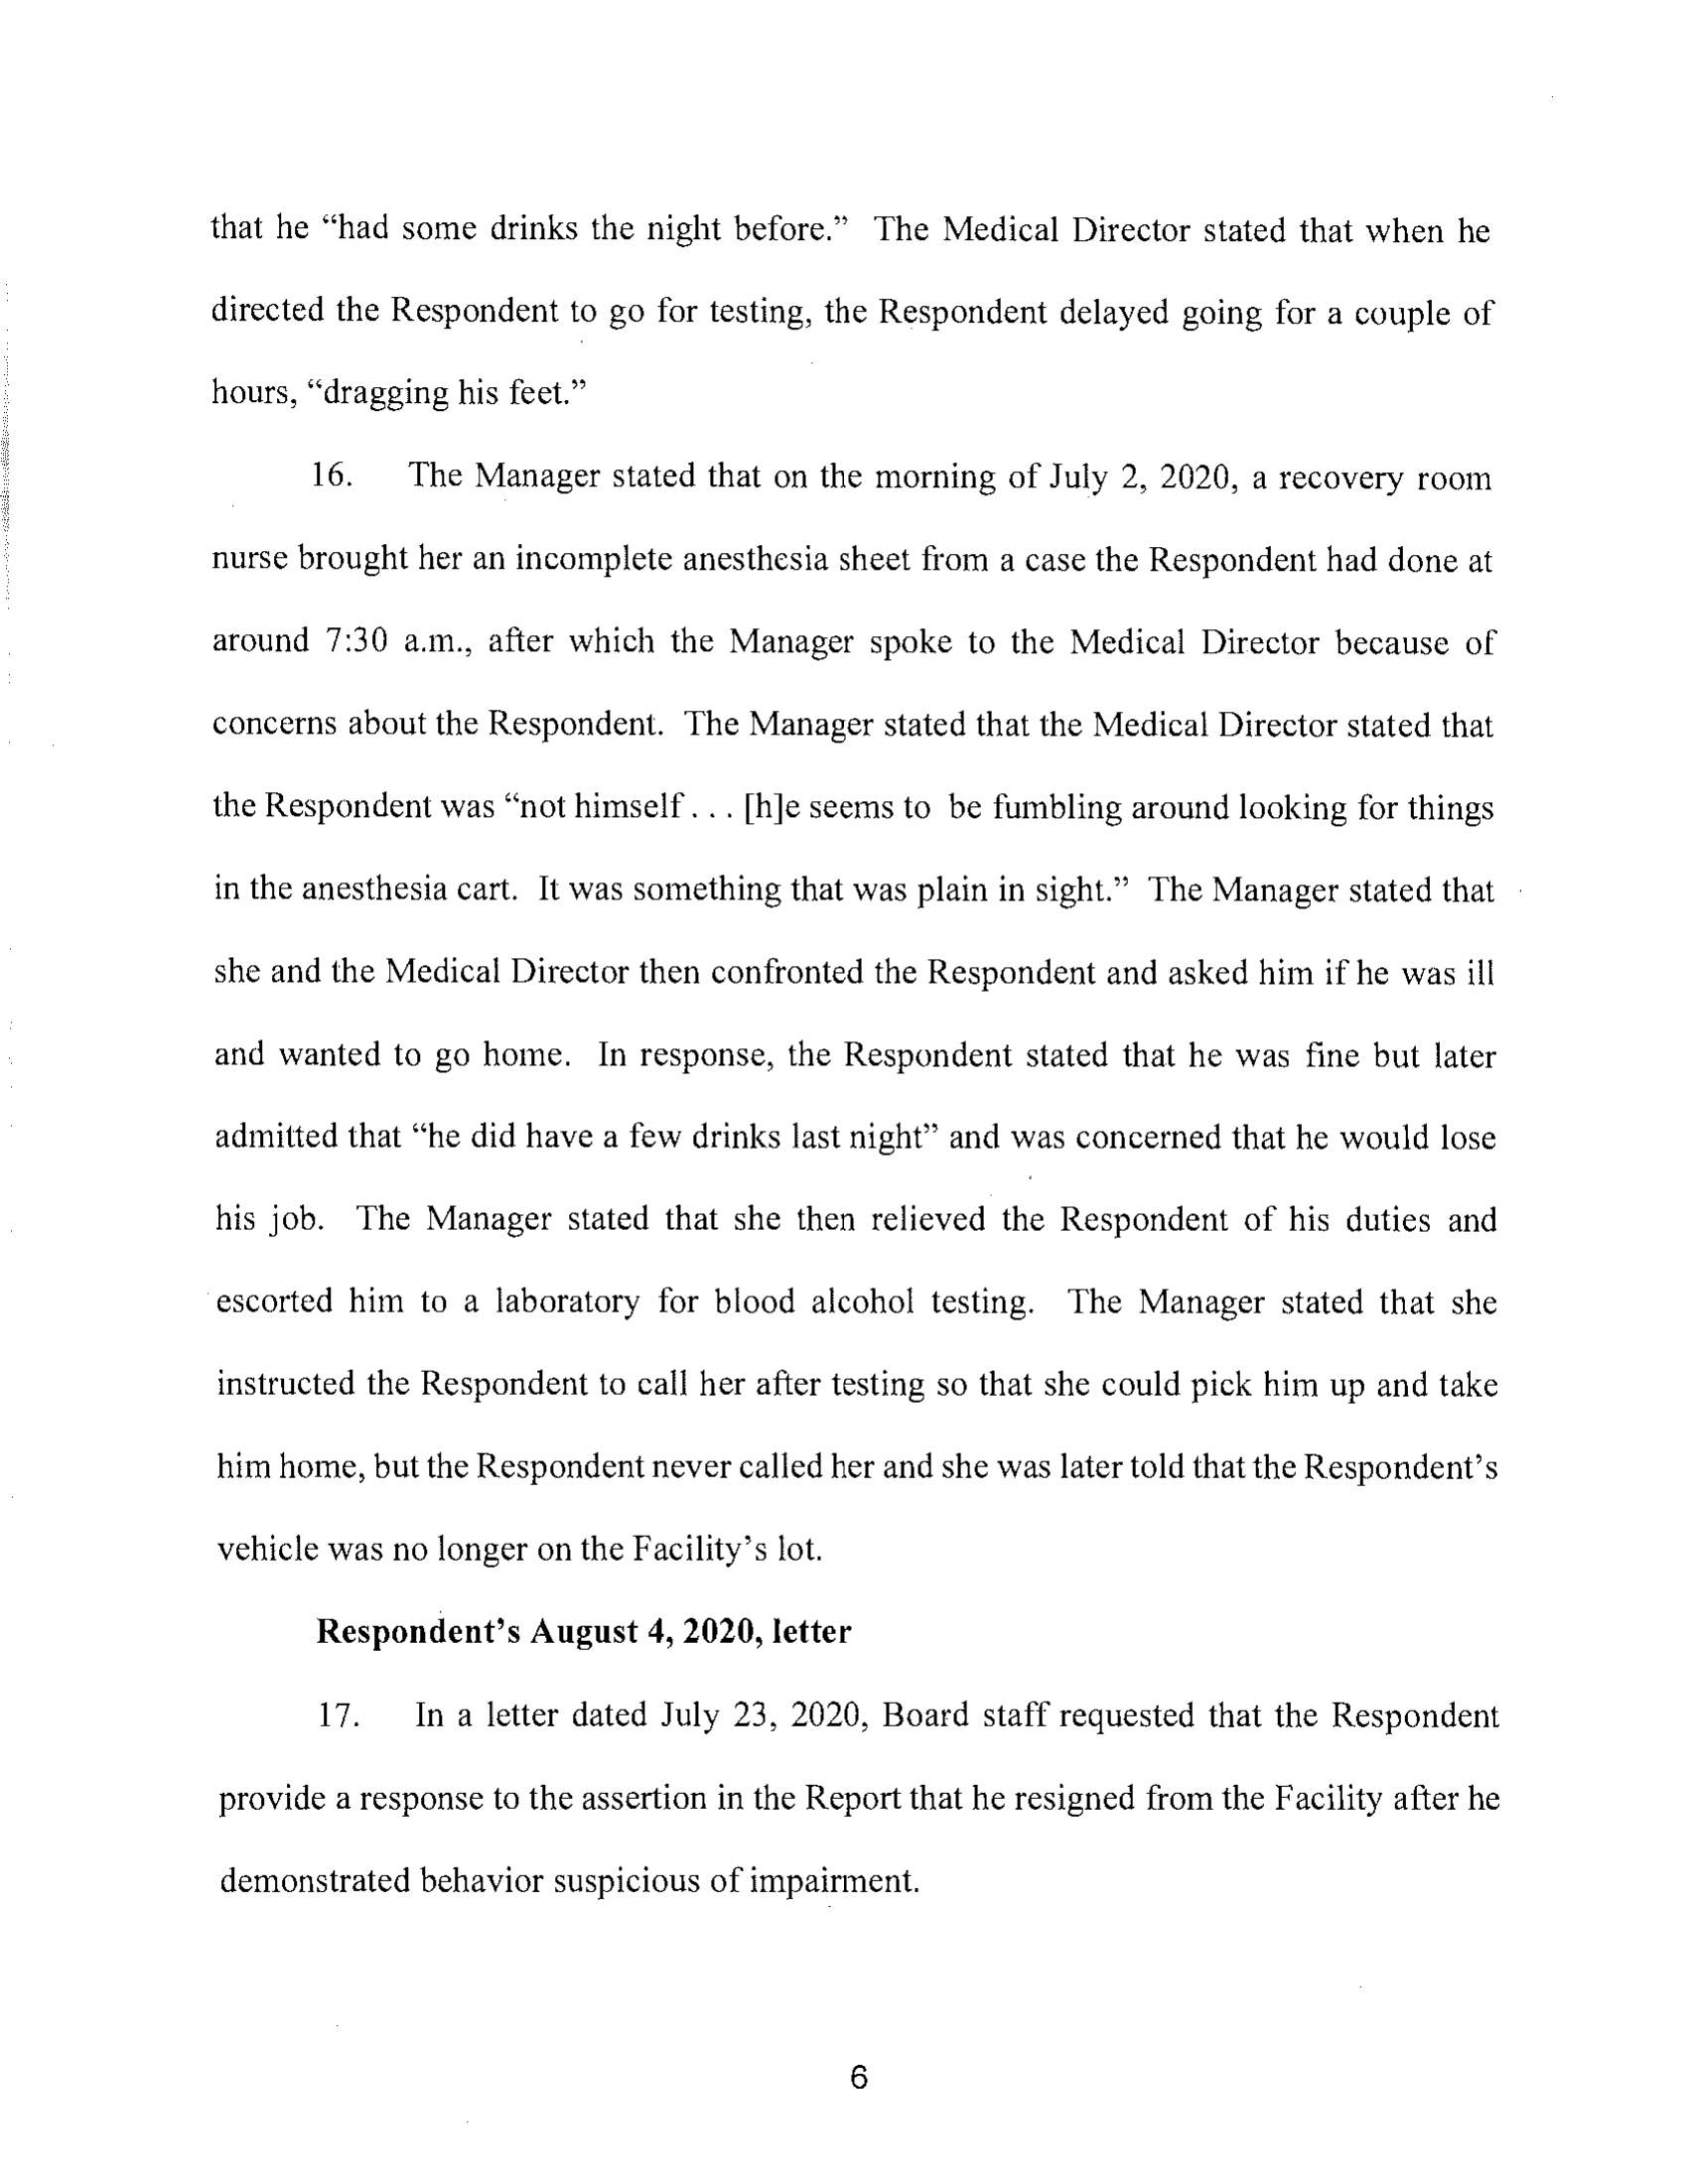 that he “had some drinks the night before.” The Medical Director stated that when he
directed the Respondent to go for testing, the Respondent delayed going for a couple of
hours, “dragging his feet.”
16. The Manager stated that on the morning of July 2, 2020, a recovery room
nurse brought her an incomplete anesthesia sheet from a case the Respondent had done at
around 7:30 a.m., after which the Manager spoke to the Medical Director because of
concerns about the Respondent. The Manager stated that the Medical Director stated that
the Respondent was “not himself . . . [h]e seems to be fumbling around looking for things
in the anesthesia cart. It was something that was plain in sight.” The Manager stated that
she and the Medical Director then confronted the Respondent and asked him if he was ill
and wanted to go home. In response, the Respondent stated that he was fine but later
admitted that “he did have a few drinks last night” and was concerned that he would lose
his job. The Manager stated that she then relieved the Respondent of his duties and
escorted him to a laboratory for blood alcohol testing. The Manager stated that she
instructed the Respondent to call her after testing so that she could pick him up and take
him home, but the Respondent never called her and she was later told that the Respondent’s
vehicle was no longer on the Facility’s lot.
Respondent’s August 4, 2020, letter
17. In a letter dated July 23, 2020, Board staff requested that the Respondent
provide a response to the assertion in the Report that he resigned from the Facility after he
demonstrated behavior suspicious of impairment.
6